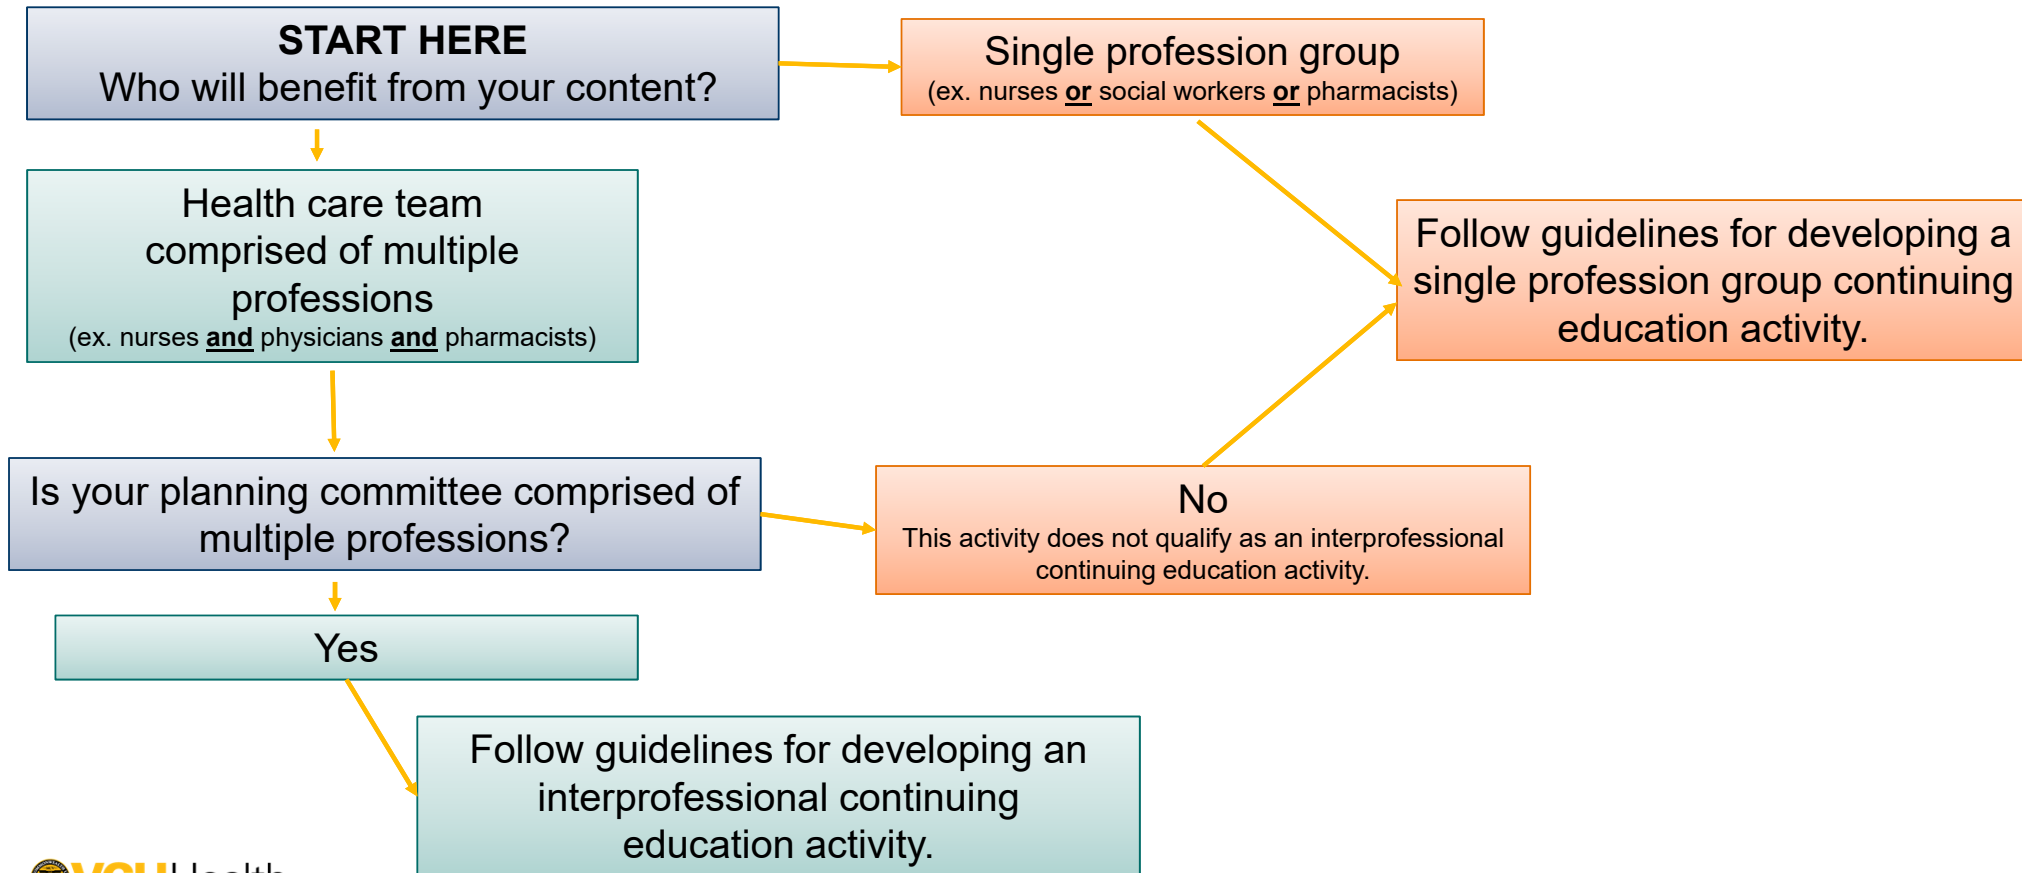 START HERE
Who will benefit from your content?
Single profession group
(ex. nurses or social workers or pharmacists)
Health care team
comprised of multiple
professions
(ex. nurses and physicians and pharmacists)
Follow guidelines for developing a
single profession group continuing
education activity.
Is your planning committee comprised of
multiple professions?
No
This activity does not qualify as an interprofessional
continuing education activity.
Yes
Follow guidelines for developing an
interprofessional continuing
education activity.
VCU Health